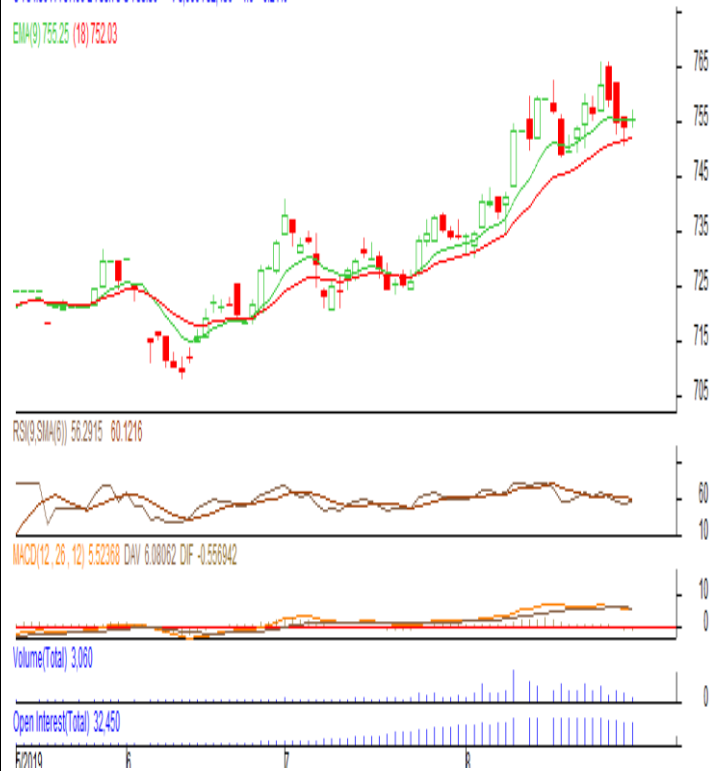 EMA(9) 755.25 (18) 752.03
765
755
745
735
725
715
705
RSI(9,SMA(6)) 56.2915 60.1216
60
10
MACD(12 , 26 , 12) 5.52368 DAV 6.08062 DIF -0.556942
10
0
Volume(Total) 3,060
0
Open Interest(Total) 32,450
5/2019 6 7 8